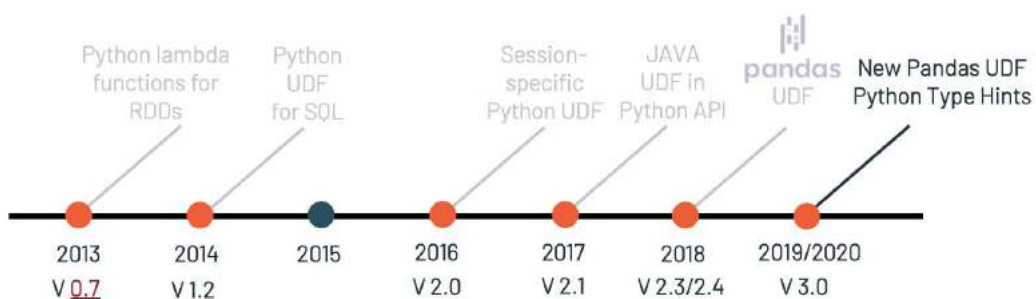 Python lambda
functions for
RDDs
Python
UDF
for SQL
Session-
specific
Python UDF
JAVA
UDF in
Python API
pandas
UDF
New Pandas UDF
Python Type Hints
2013
V 0.7
2014
V 1.2
2015
2016
V 2.0
2017
V 2.1
2018
V 2.3/2.4
2019/2020
V 3.0